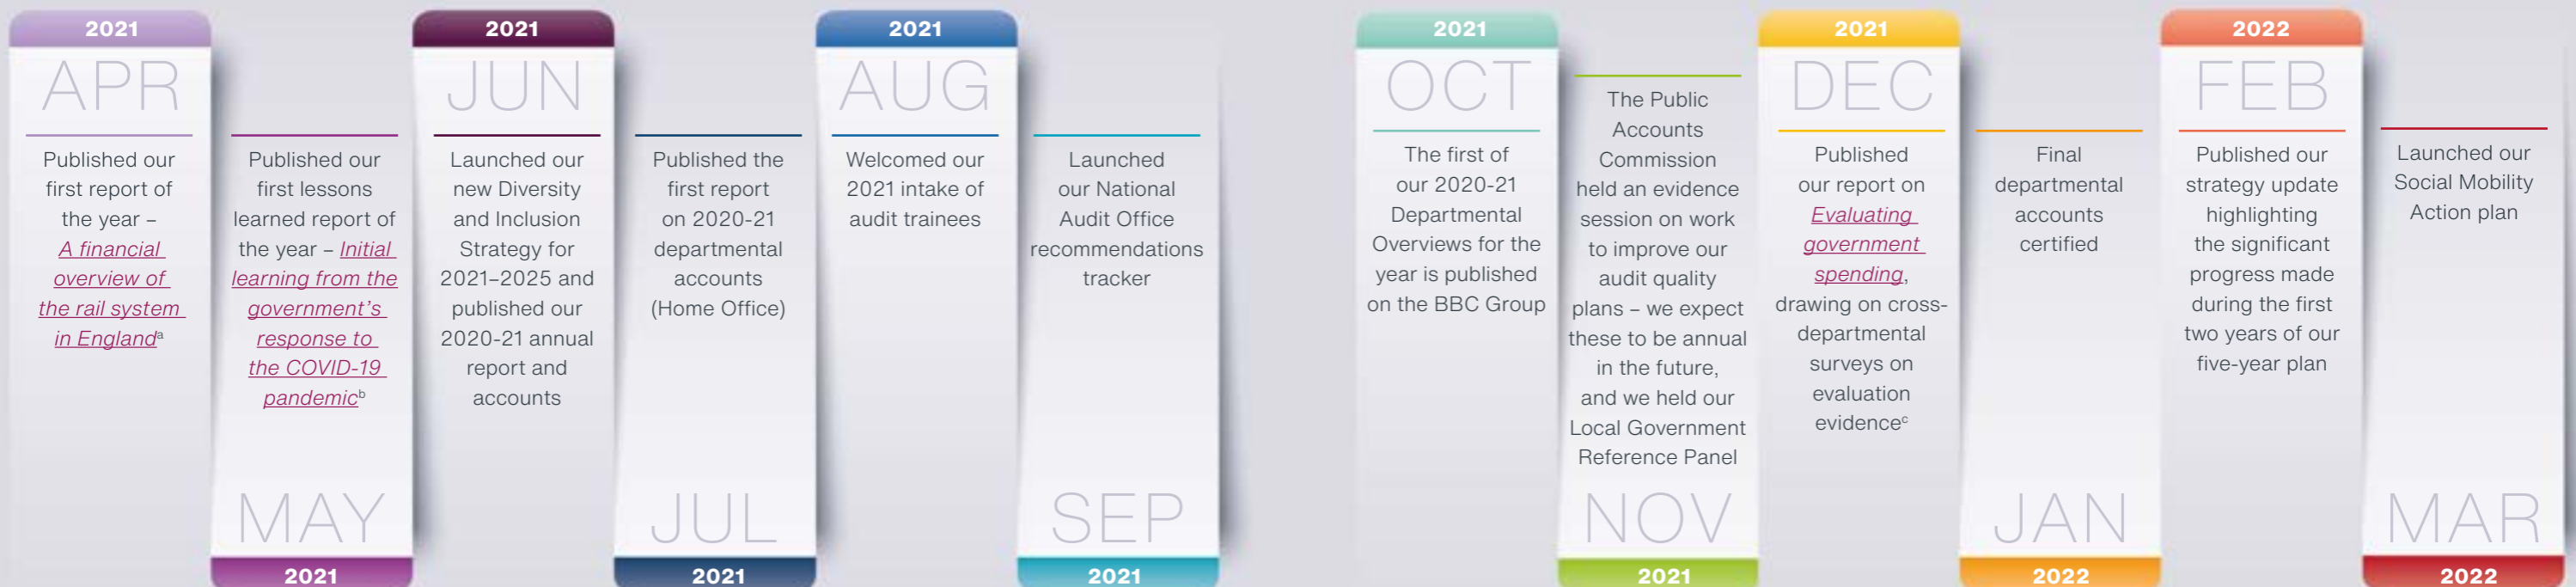 2021
APR
Published our
first report of
the year –
A financial
overview of
the rail system
in Englandᵃ
Published our
first lessons
learned report of
the year – Initial
learning from the
government's
response to
the COVID-19
pandemicᵇ
MAY
2021
2021
JUN
Launched our
new Diversity
and Inclusion
Strategy for
2021–2025 and
published our
2020-21 annual
report and
accounts
Published the
first report
on 2020-21
departmental
accounts
(Home Office)
JUL
2021
2021
AUG
Welcomed our
2021 intake of
audit trainees
Launched
our National
Audit Office
recommendations
tracker
SEP
2021
2021
OCT
The first of
our 2020-21
Departmental
Overviews for the
year is published
on the BBC Group
The Public
Accounts
Commission
held an evidence
session on work
to improve our
audit quality
plans – we expect
these to be annual
in the future,
and we held our
Local Government
Reference Panel
NOV
2021
2021
DEC
Published
our report on
Evaluating
government
spending,
drawing on cross-
departmental
surveys on
evaluation
evidenceᶜ
Final
departmental
accounts
certified
JAN
2022
2022
FEB
Published our
strategy update
highlighting
the significant
progress made
during the first
two years of our
five-year plan
Launched our
Social Mobility
Action plan
MAR
2022